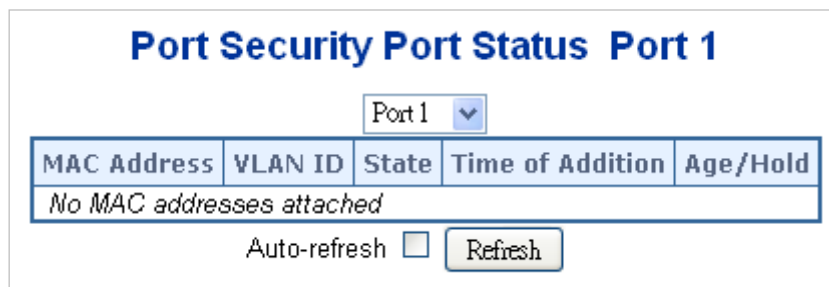 Port Security Port Status Port 1
Port 1
MAC Address VLAN ID State Time of Addition Age/Hold
No MAC addresses attached
Auto-refresh Refresh